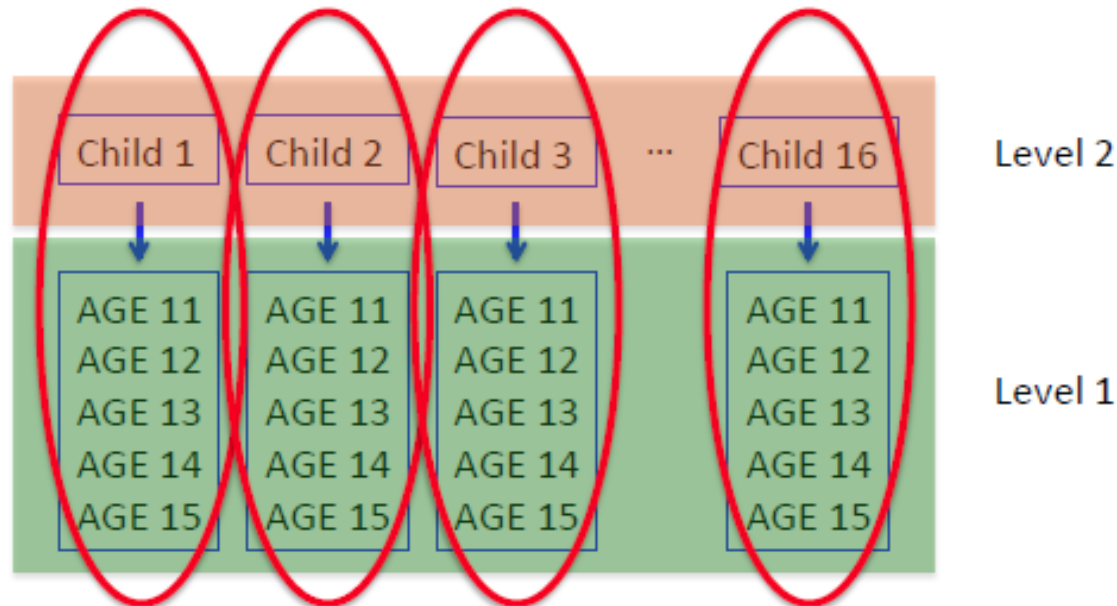 Child 1 Child 2 Child 3 ... Child 16 Level 2
AGE 11 AGE 11 AGE 11 AGE 11
AGE 12 AGE 12 AGE 12 AGE 12
Level 1
AGE 13 AGE 13 AGE 13 AGE 13
AGE 14 AGE 14 AGE 14 AGE 14
AGE 15 AGE 15 AGE 15 AGE 15